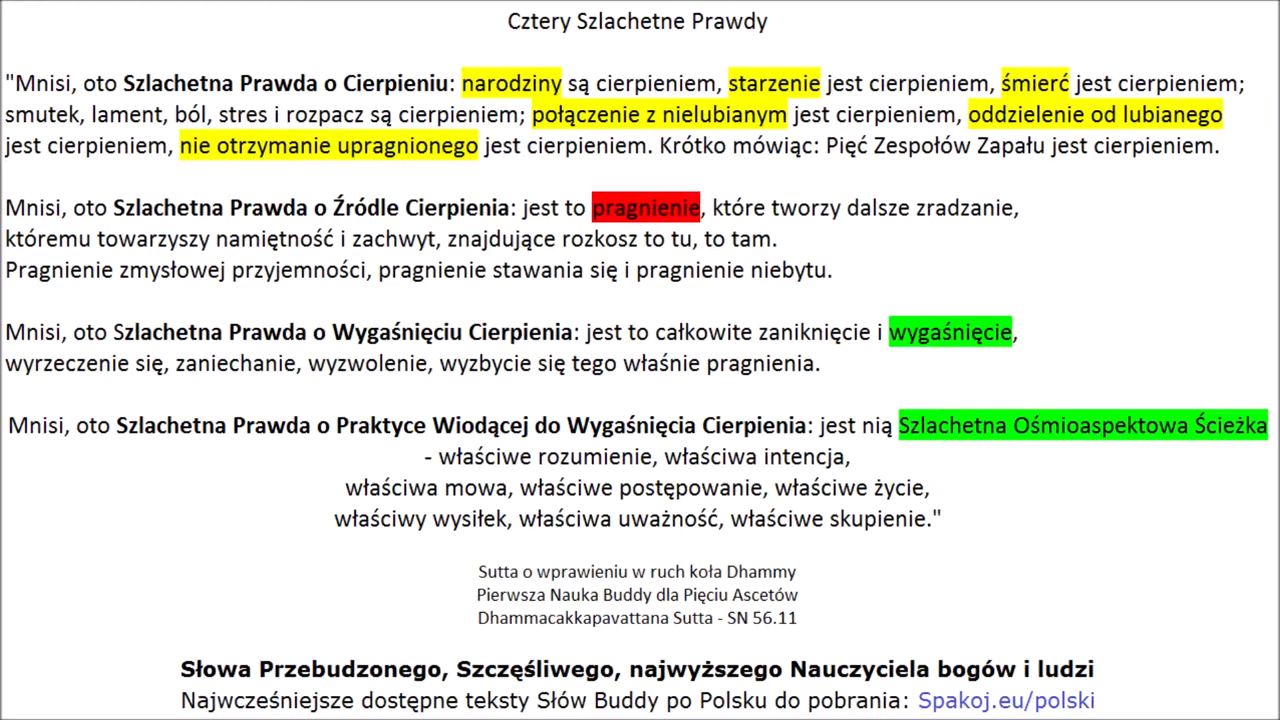 Cztery Szlachetne Prawdy
"Mnisi, oto Szlachetna Prawda o Cierpieniu: narodziny są cierpieniem, starzenie jest cierpieniem, śmierć jest cierpieniem;
smutek, lament, ból, stres i rozpacz są cierpieniem; połączenie z nielubianym jest cierpieniem, oddzielenie od lubianego
jest cierpieniem, nie otrzymanie upragnionego jest cierpieniem. Krótko mówiąc: Pięć Zespołów Zapału jest cierpieniem.
Mnisi, oto Szlachetna Prawda o Źródle Cierpienia: jest to pragnienie, które tworzy dalsze zradzanie,
któremu towarzyszy namiętność i zachwyt, znajdujące rozkosz to tu, to tam.
Pragnienie zmysłowej przyjemności, pragnienie stawania się i pragnienie niebytu.
Mnisi, oto Szlachetna Prawda o Wygaśnięciu Cierpienia: jest to całkowite zaniknięcie i wygaśnięcie,
wyrzeczenie się, zaniechanie, wyzwolenie, wyzbycie się tego właśnie pragnienia.
Mnisi, oto Szlachetna Prawda o Praktyce Wiodącej do Wygaśnięcia Cierpienia: jest nią Szlachetna Ośmioaspektowa Ścieżka
- właściwe rozumienie, właściwa intencja,
właściwa mowa, właściwe postępowanie, właściwe życie,
właściwy wysiłek, właściwa uważność, właściwe skupienie."
Sutta o wprawieniu w ruch koła Dhammy
Pierwsza Nauka Buddy dla Pięciu Ascetów
Dhammacakkapavattana Sutta - SN 56.11
Słowa Przebudzonego, Szczęśliwego, najwyższego Nauczyciela bogów i ludzi
Najwcześniejsze dostępne teksty Słów Buddy po Polsku do pobrania: Spakoj.eu/polski